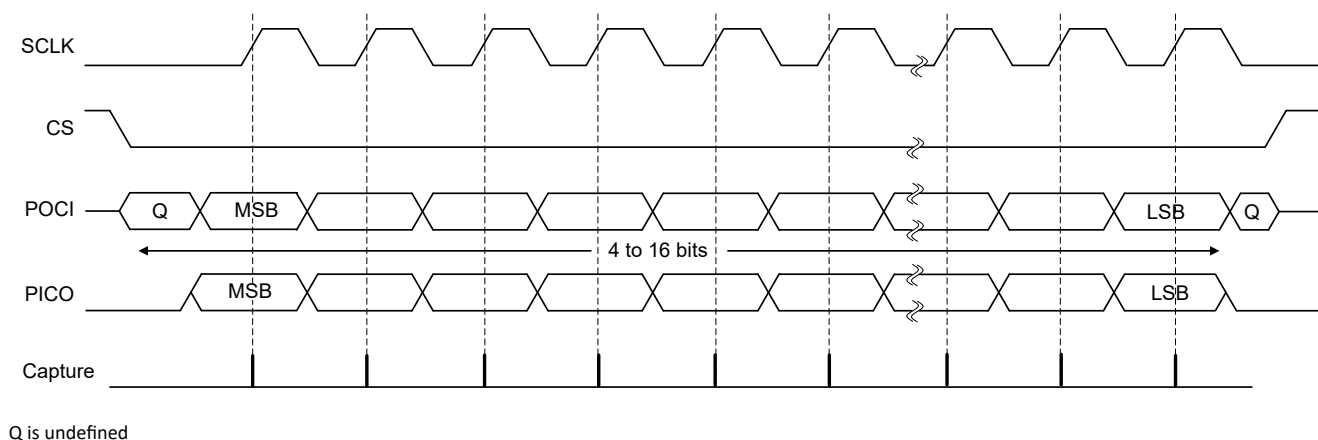 SCLK
CS
POCI
Q MSB LSB Q
4 to 16 bits
PICO
MSB LSB
Capture
Q is undefined